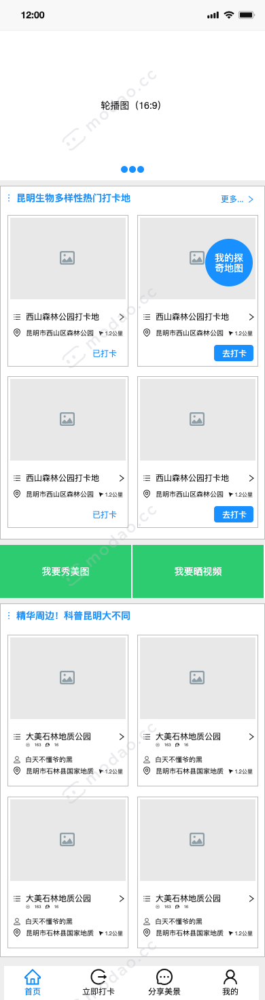 12:00
轮播图（16:9）
昆明生物多样性热门打卡地
更多...
我的探
奇地图
西山森林公园打卡地
西山森林公园打卡地
昆明市西山区森林公园 1.2公里
昆明市西山区森林公园 1.2公里
已打卡
去打卡
西山森林公园打卡地
西山森林公园打卡地
昆明市西山区森林公园 1.2公里
昆明市西山区森林公园 1.2公里
已打卡
去打卡
我要秀美图
我要晒视频
精华周边！科普昆明大不同
大美石林地质公园
大美石林地质公园
163 16
163 16
白天不懂爷的黑
白天不懂爷的黑
昆明市石林县国家地质 1.2公里
昆明市石林县国家地质 1.2公里
大美石林地质公园
大美石林地质公园
163 16
163 16
白天不懂爷的黑
白天不懂爷的黑
昆明市石林县国家地质 1.2公里
昆明市石林县国家地质 1.2公里
首页
立即打卡
分享美景
我的
modao.cc
modao.cc
modao.cc
modao.cc
modao.cc